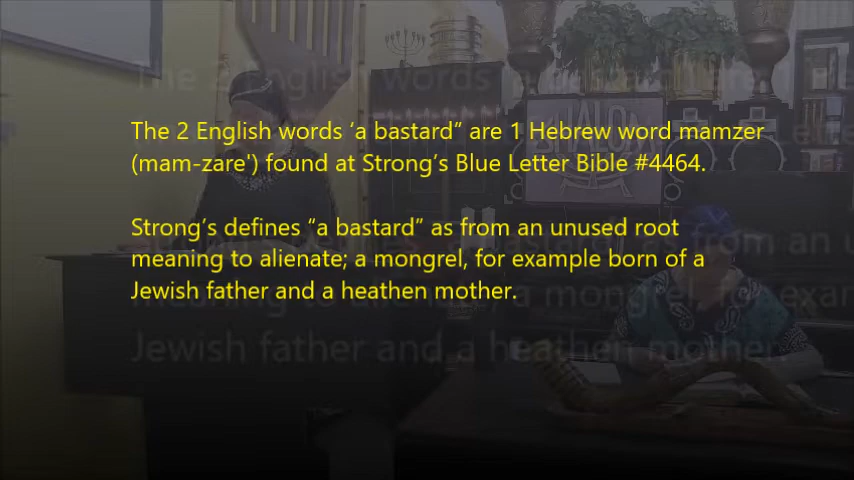 The 2 English words ‘a bastard” are 1 Hebrew word mamzer
(mam-zare') found at Strong’s Blue Letter Bible #4464.
Strong’s defines “a bastard” as from an unused root
meaning to alienate; a mongrel, for example born of a
Jewish father and a heathen mother.
SHALOM